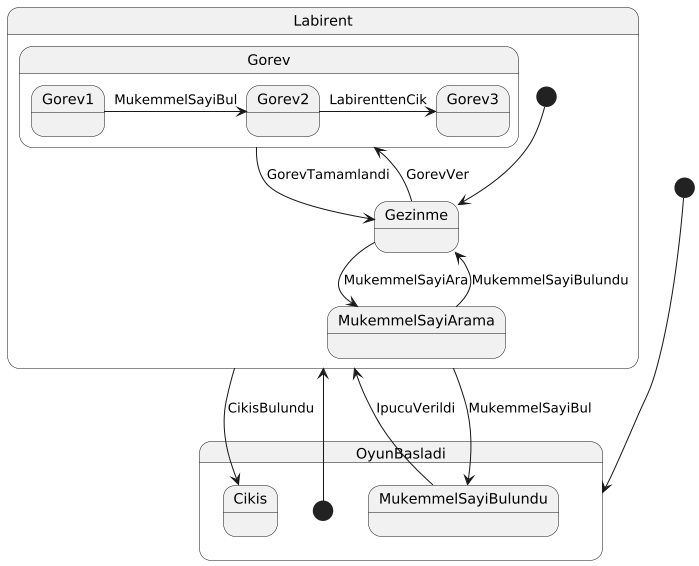 Labirent
Gorev
Gorev1
MukemmelSayiBul
Gorev2
LabirenttenCik
Gorev3
GorevTamamlandi
GorevVer
Gezinme
MukemmelSayiAra
MukemmelSayiBulundu
MukemmelSayiArama
CikisBulundu
IpucuVerildi
MukemmelSayiBul
OyunBasladi
Cikis
MukemmelSayiBulundu